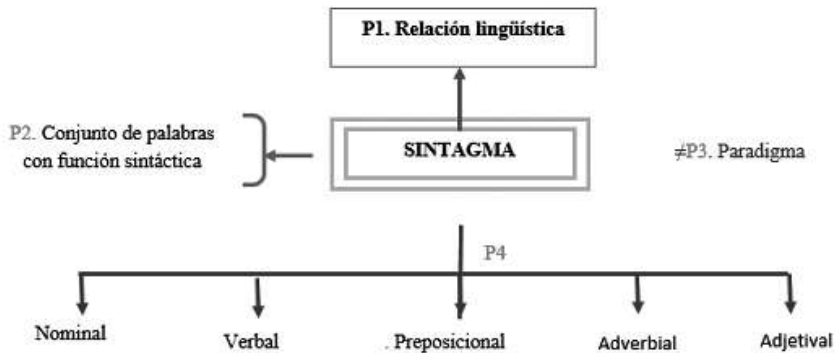 P1. Relación lingüística
P2. Conjunto de palabras
con función sintáctica
SINTAGMA
≠P3. Paradigma
P4
Nominal
Verbal
. Preposicional
Adverbial
Adjetival